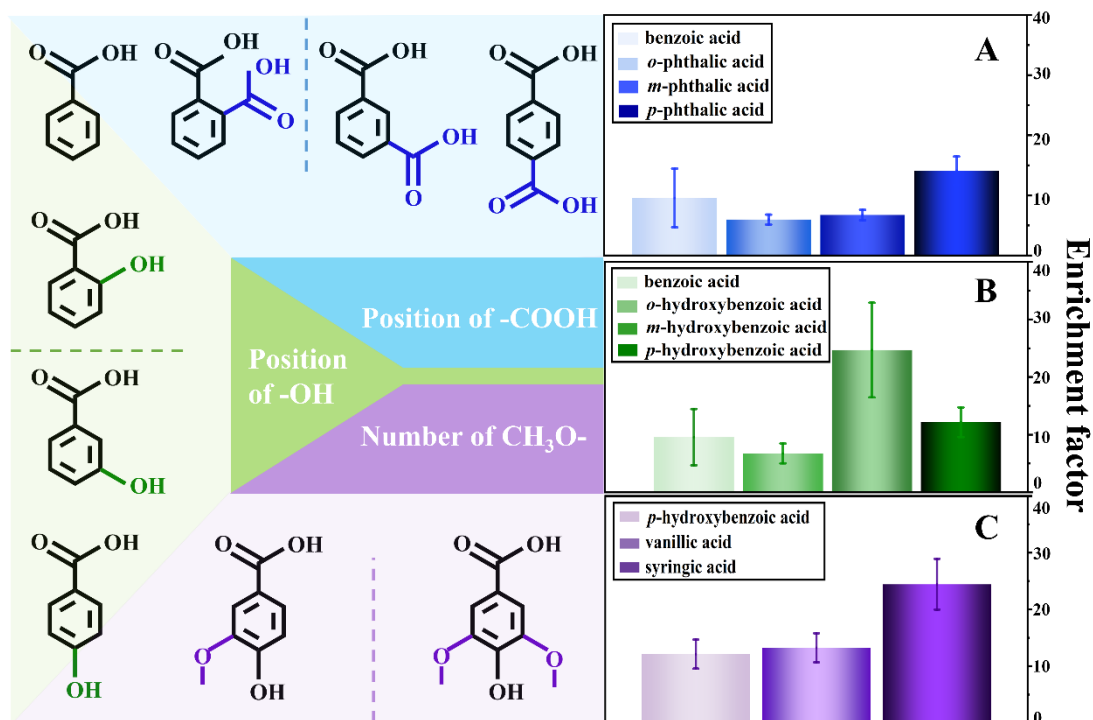 O
OH
O
OH
OH
O
O
OH
OH
O
O
OH
O
OH
O
OH
OH
O
OH
OH
O
OH
OH
O
OH
O
OH
O
OH
O
O
OH
Position of -COOH
Position
of -OH
Number of CH₃O-
benzoic acid
o-phthalic acid
m-phthalic acid
p-phthalic acid
A
40
30
20
10
0
benzoic acid
o-hydroxybenzoic acid
m-hydroxybenzoic acid
p-hydroxybenzoic acid
B
40
30
20
10
0
p-hydroxybenzoic acid
vanillic acid
syringic acid
C
40
30
20
10
0
Enrichment factor